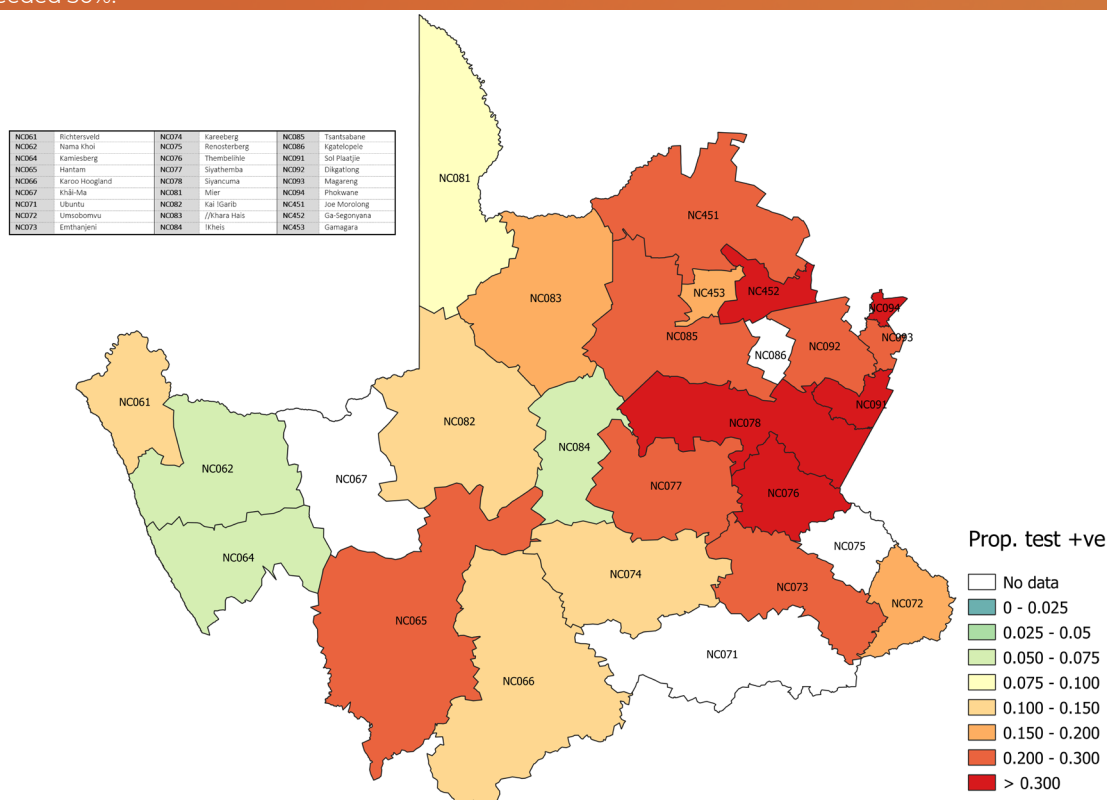 NC061 Richtersveld NC074 Kareeberg NC085 Tsantsabane
NC062 Nama Khoi NC075 Renosterberg NC086 Kgatelopele
NC064 Kamiesberg NC076 Thembelihle NC091 Sol Plaatjie
NC065 Hantam NC077 Siyathemba NC092 Dikgatlong
NC066 Karoo Hoogland NC078 Siyancuma NC093 Magareng
NC067 Khâi-Ma NC081 Mier NC094 Phokwane
NC071 Ubuntu NC082 Kai !Garib NC451 Joe Morolong
NC072 Umsobomvu NC083 //Khara Hais NC452 Ga-Segonyana
NC073 Emthanjeni NC084 !Kheis NC453 Gamagara
NC081
NC451
NC453
NC452
NC083
NC094
NC085
NC093
NC092
NC086
NC061
NC091
NC082
NC078
NC084
NC062
NC067
NC077
NC076
NC075
NC064
NC074
NC073
NC072
NC065
NC071
NC066
Prop. test +ve
No data
0 - 0.025
0.025 - 0.05
0.050 - 0.075
0.075 - 0.100
0.100 - 0.150
0.150 - 0.200
0.200 - 0.300
> 0.300